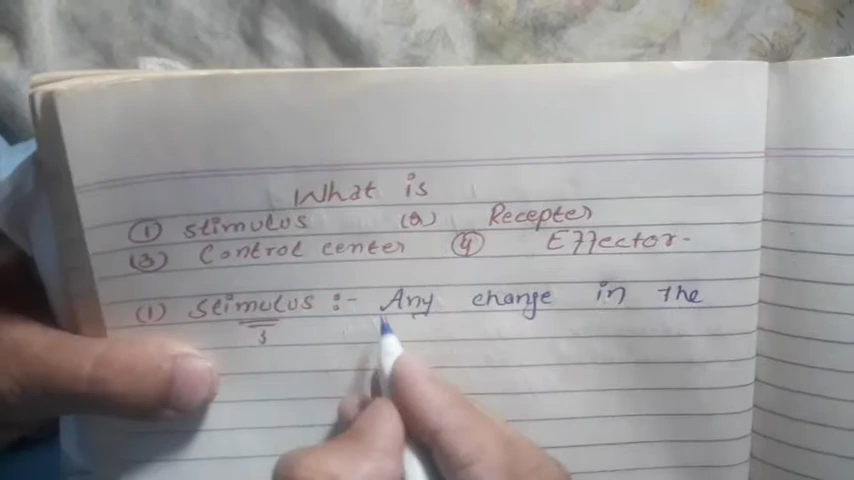 What is
① stimulus (2) Recepter
(3) Control center ④ Effector-
(1) stimulus :- Any change in the